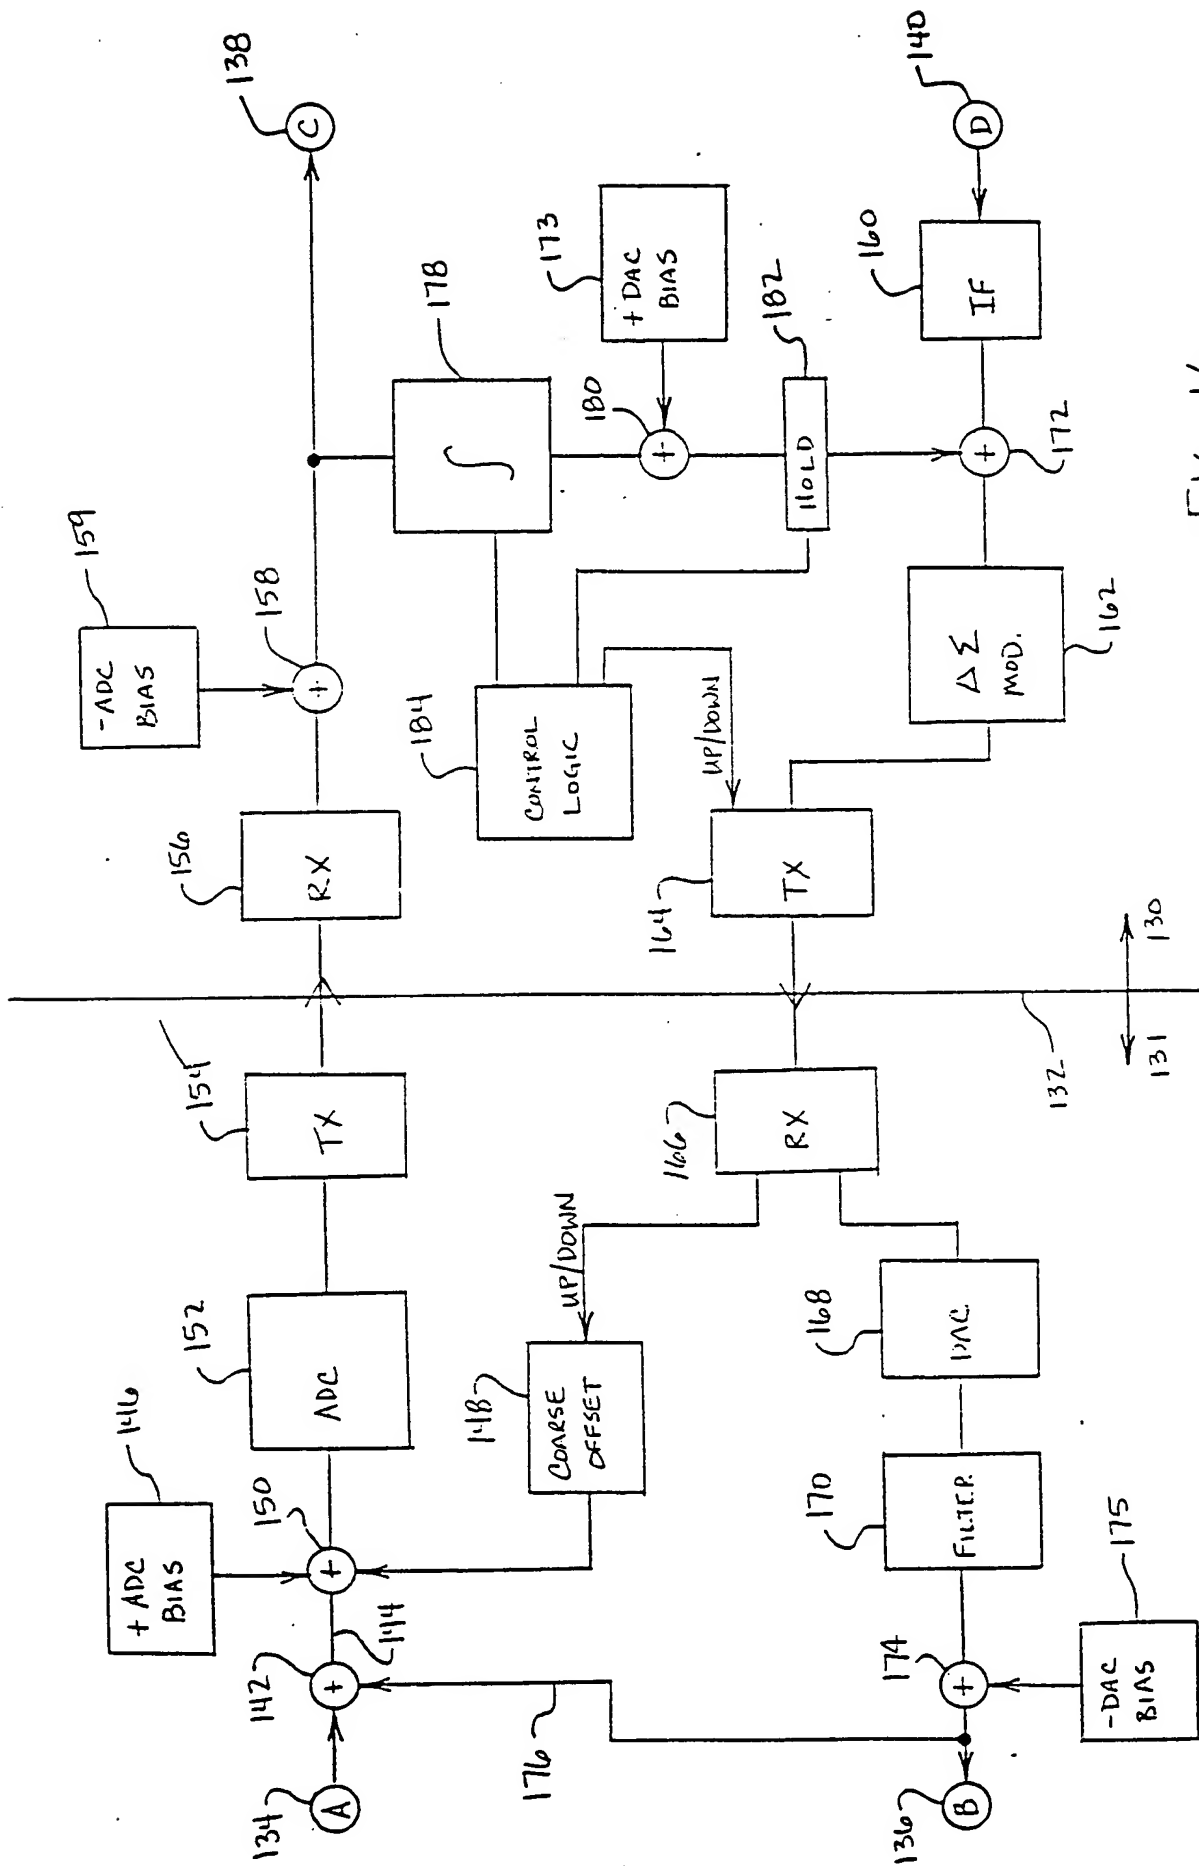 134
A
142
+
144
+ ADC
BIAS
146
150
+
152
ADC
154
TX
156
RX
-ADC
BIAS
159
158
+
138
C
148
COARSE
OFFSET
UP/DOWN
184
CONTROL
LOGIC
UP/DOWN
178
∫
180
+
173
+DAC
BIAS
182
HOLD
176
136
B
174
+
-DAC
BIAS
175
170
FILTER
168
DAC
166
RX
164
TX
Δ Σ
MOD.
162
+
172
160
IF
140
D
132
131
130